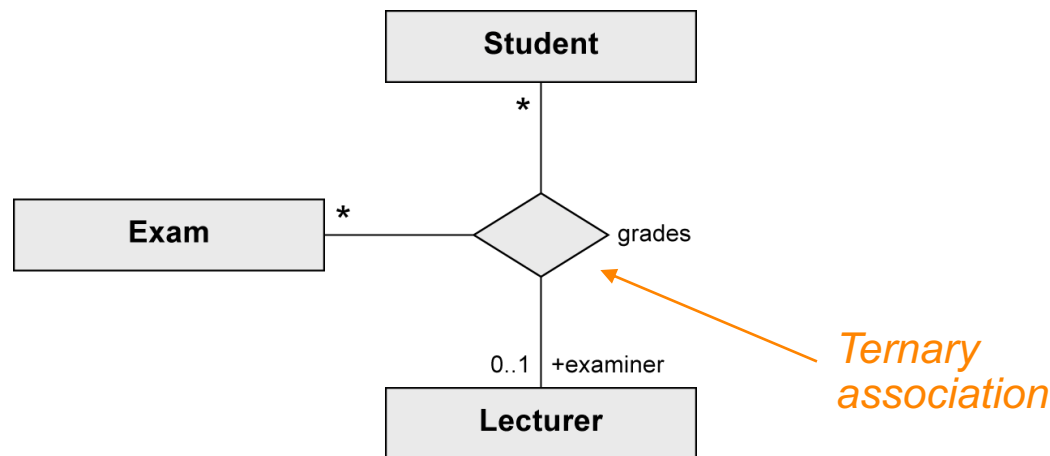 Student
*
Exam
*
grades
Ternary
association
0..1 +examiner
Lecturer